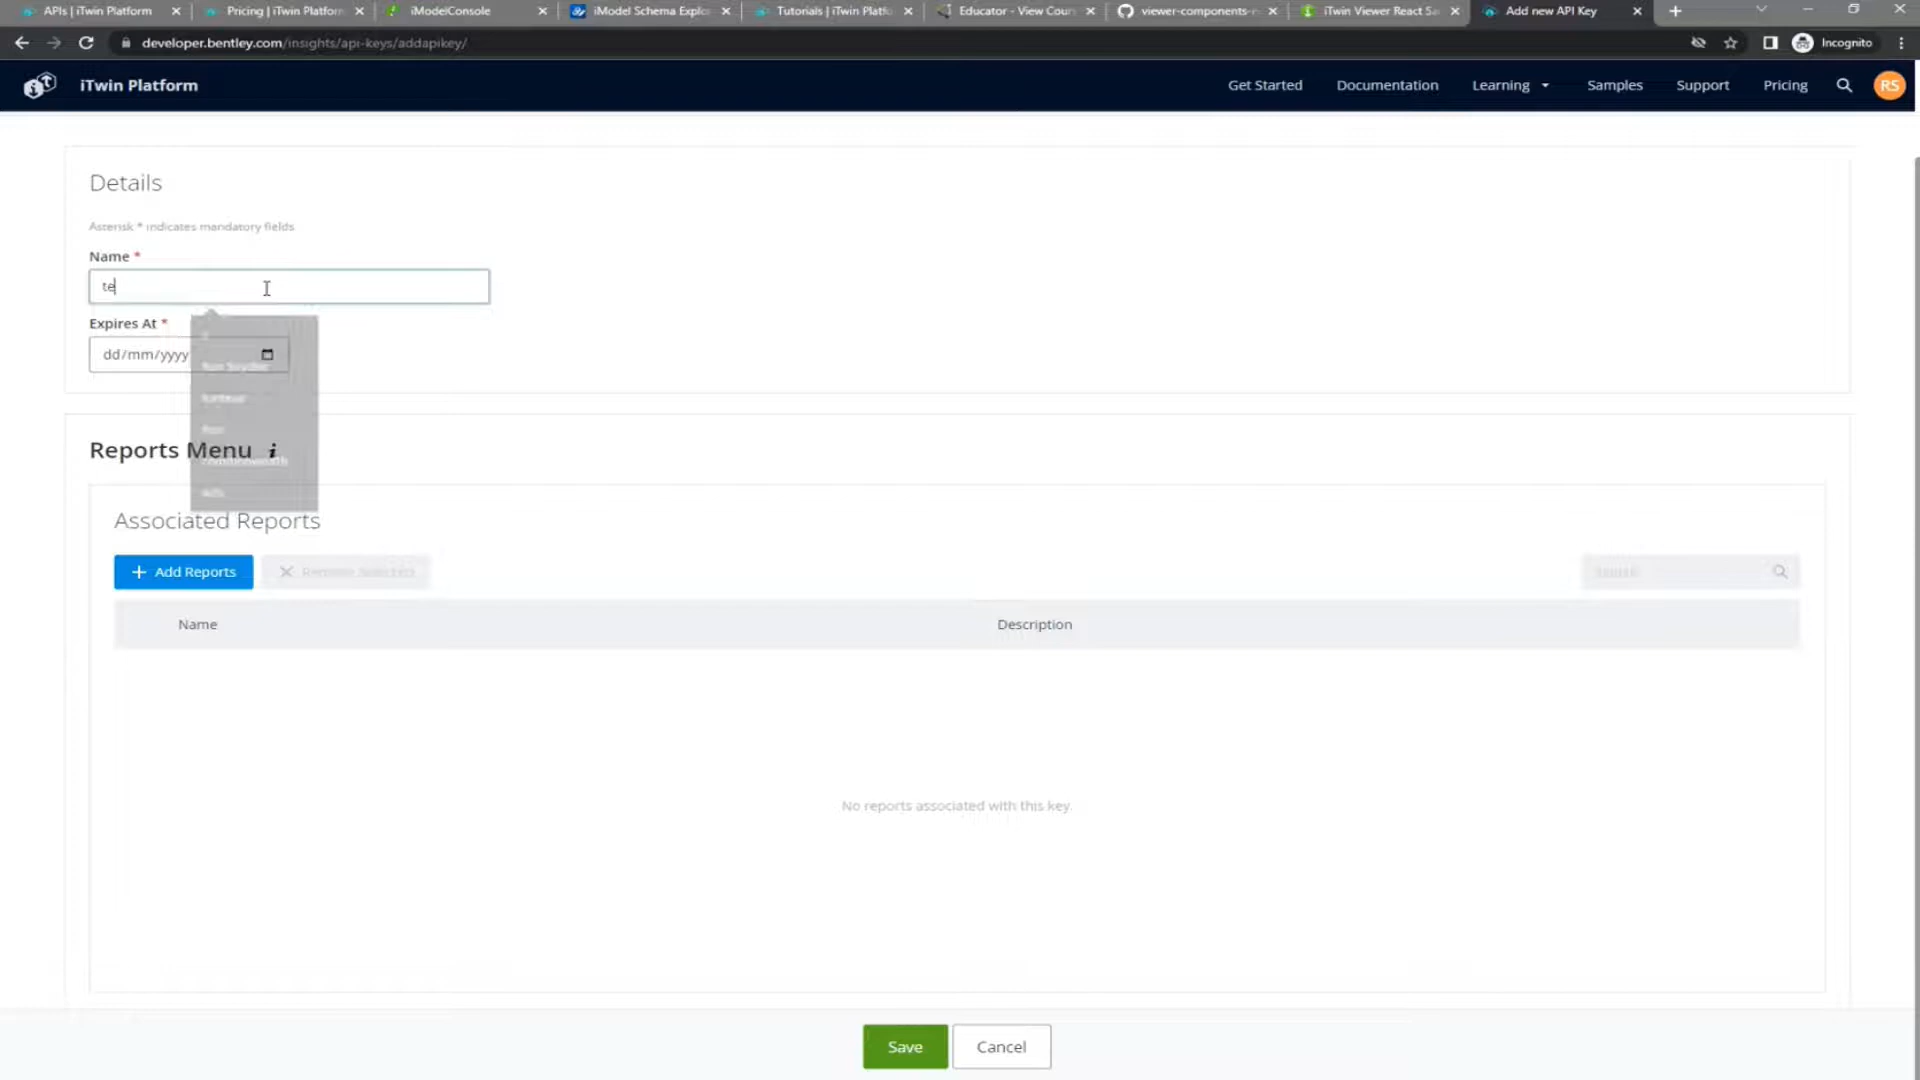 APIs | iTwin Platform
Pricing | iTwin Platform
iModelConsole
iModel Schema Explo
Tutorials | iTwin Platfo
Educator - View Cour
viewer-components-r
iTwin Viewer React Sa
Add new API Key
developer.bentley.com/insights/api-keys/addapikey/
Incognito
iTwin Platform
Get Started
Documentation
Learning
Samples
Support
Pricing
RS
Details
Asterisk * indicates mandatory fields
Name *
te
Expires At *
dd/mm/yyyy
Reports Menu i
Associated Reports
+ Add Reports
Remove Selected
Search
Name
Description
No reports associated with this key.
Save
Cancel